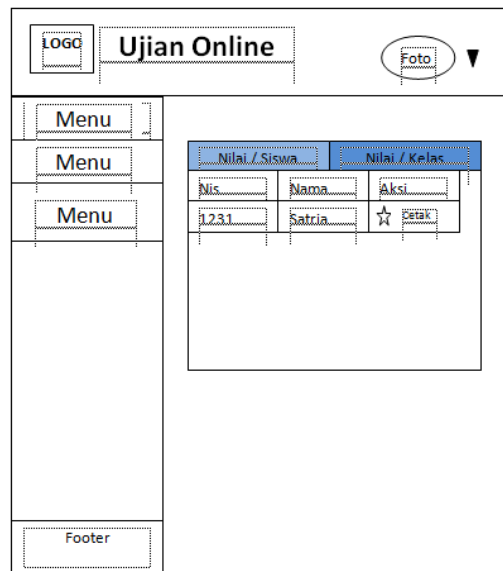 LOGO
Ujian Online
Foto
Menu
Menu
Menu
Nilai / Siswa Nilai / Kelas
Nis Nama Aksi
1231 Satria Cetak
Footer